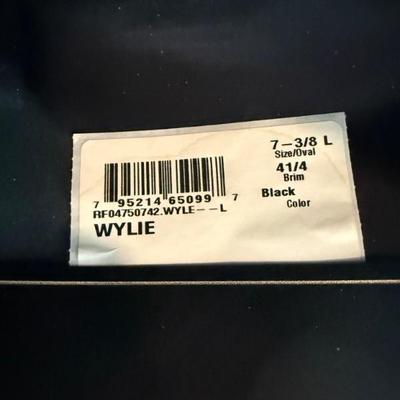 7-3/8 L
Size/Oval
41/4
Brim
Black
Color
7 95214 65099 7
RF04750742.WYLE--L
WYLIE